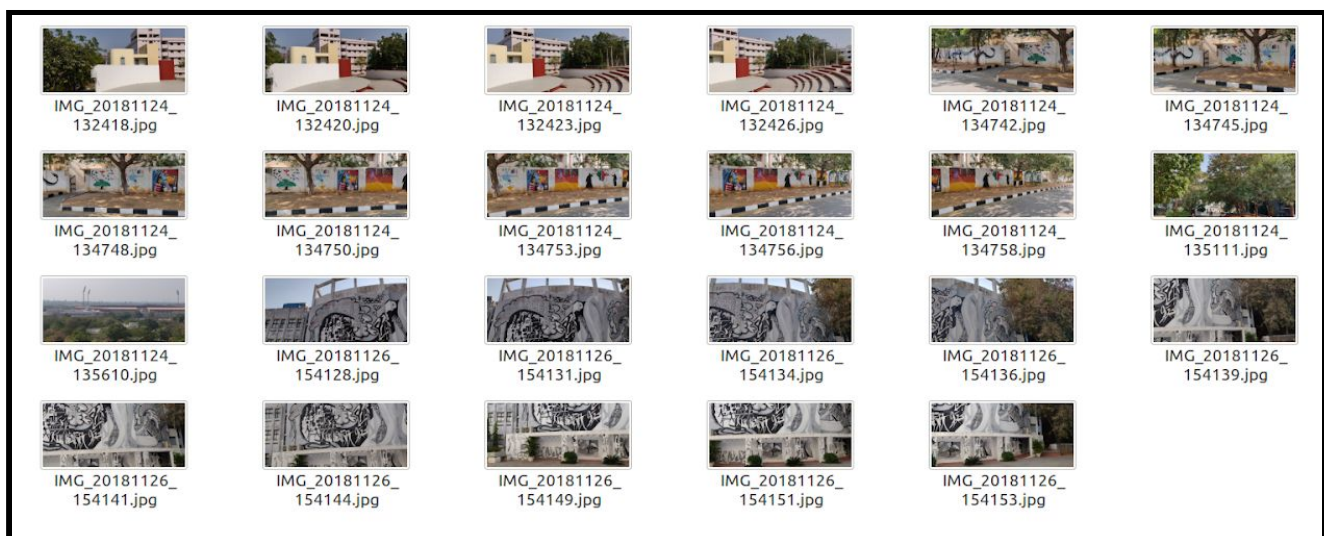 IMG_20181124_
132418.jpg
IMG_20181124_
132420.jpg
IMG_20181124_
132423.jpg
IMG_20181124_
132426.jpg
IMG_20181124_
134742.jpg
IMG_20181124_
134745.jpg
IMG_20181124_
134748.jpg
IMG_20181124_
134750.jpg
IMG_20181124_
134753.jpg
IMG_20181124_
134756.jpg
IMG_20181124_
134758.jpg
IMG_20181124_
135111.jpg
IMG_20181124_
135610.jpg
IMG_20181126_
154128.jpg
IMG_20181126_
154131.jpg
IMG_20181126_
154134.jpg
IMG_20181126_
154136.jpg
IMG_20181126_
154139.jpg
IMG_20181126_
154141.jpg
IMG_20181126_
154144.jpg
IMG_20181126_
154149.jpg
IMG_20181126_
154151.jpg
IMG_20181126_
154153.jpg